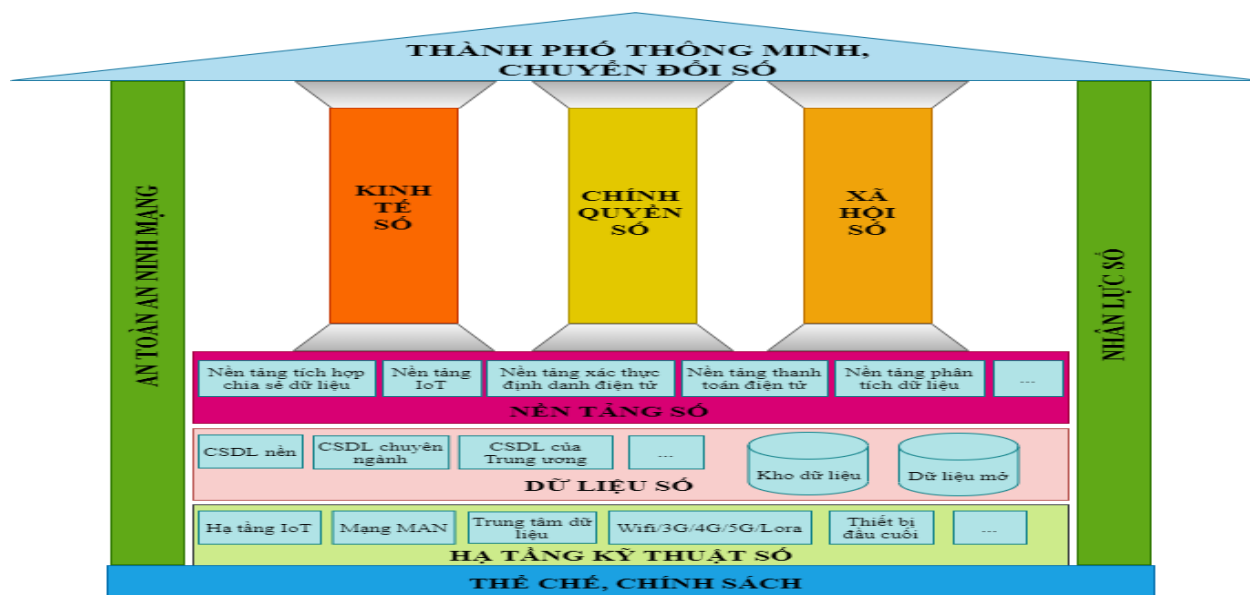 THÀNH PHỐ THÔNG MINH,
CHUYỂN ĐỔI SỐ
AN TOÀN AN NINH MẠNG
KINH
TẾ
SỐ
CHÍNH
QUYỀN
SỐ
XÃ
HỘI
SỐ
NHÂN LỰC SỐ
Nền tảng tích hợp
chia sẻ dữ liệu
Nền tảng
IoT
Nền tảng xác thực
định danh điện tử
Nền tảng thanh
toán điện tử
Nền tảng phân
tích dữ liệu
...
NỀN TẢNG SỐ
CSDL nền
CSDL chuyên
ngành
CSDL của
Trung ương
...
Kho dữ liệu
Dữ liệu mở
DỮ LIỆU SỐ
Hạ tầng IoT
Mạng MAN
Trung tâm dữ
liệu
Wifi/3G/4G/5G/Lora
Thiết bị
đầu cuối
...
HẠ TẦNG KỸ THUẬT SỐ
THỂ CHẾ, CHÍNH SÁCH